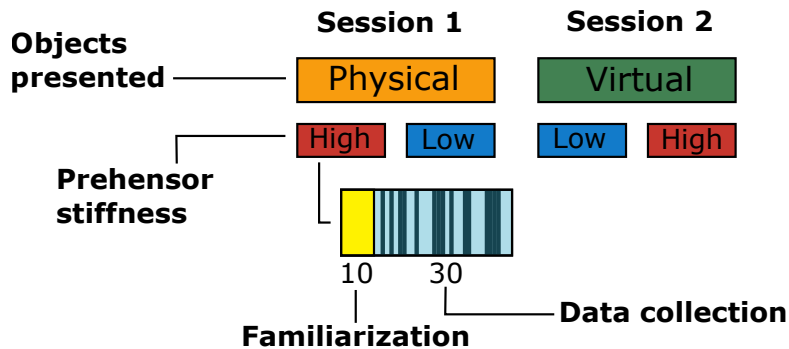 Session 1
Session 2
Objects
presented
Physical
Virtual
High
Low
Low
High
Prehensor
stiffness
10
30
Data collection
Familiarization